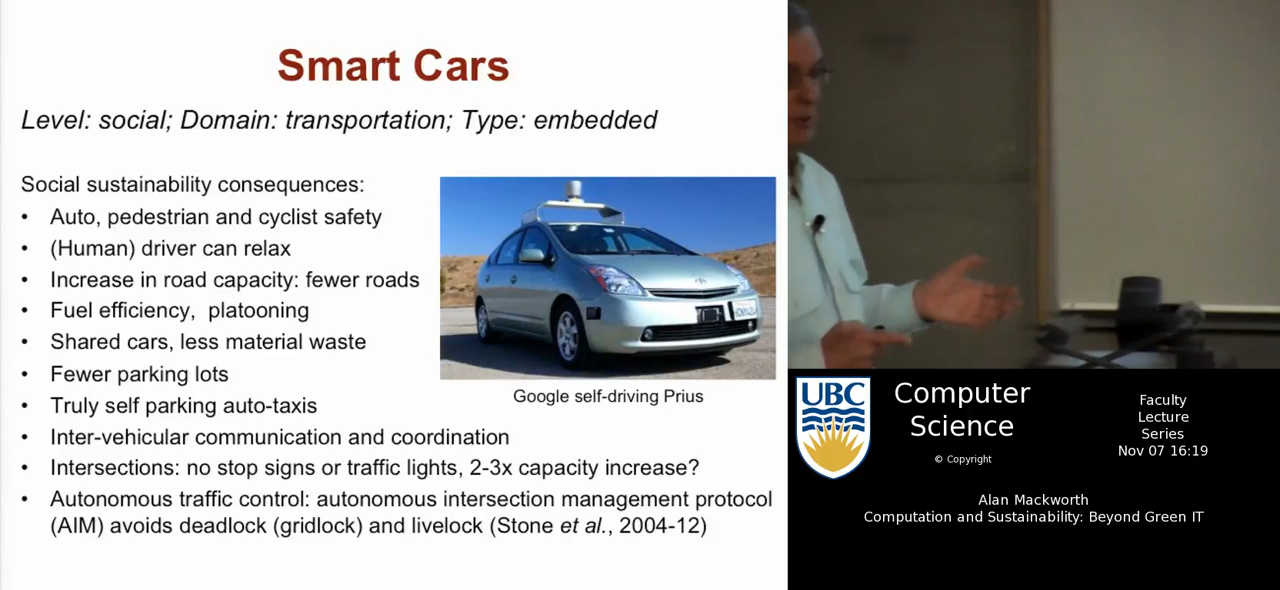 Smart Cars
Level: social; Domain: transportation; Type: embedded
Social sustainability consequences:
• Auto, pedestrian and cyclist safety
• (Human) driver can relax
• Increase in road capacity: fewer roads
• Fuel efficiency, platooning
• Shared cars, less material waste
• Fewer parking lots
• Truly self parking auto-taxis
• Inter-vehicular communication and coordination
• Intersections: no stop signs or traffic lights, 2-3x capacity increase?
• Autonomous traffic control: autonomous intersection management protocol
(AIM) avoids deadlock (gridlock) and livelock (Stone et al., 2004-12)
Google self-driving Prius
UBC
Computer
Science
© Copyright
Faculty
Lecture
Series
Nov 07 16:19
Alan Mackworth
Computation and Sustainability: Beyond Green IT